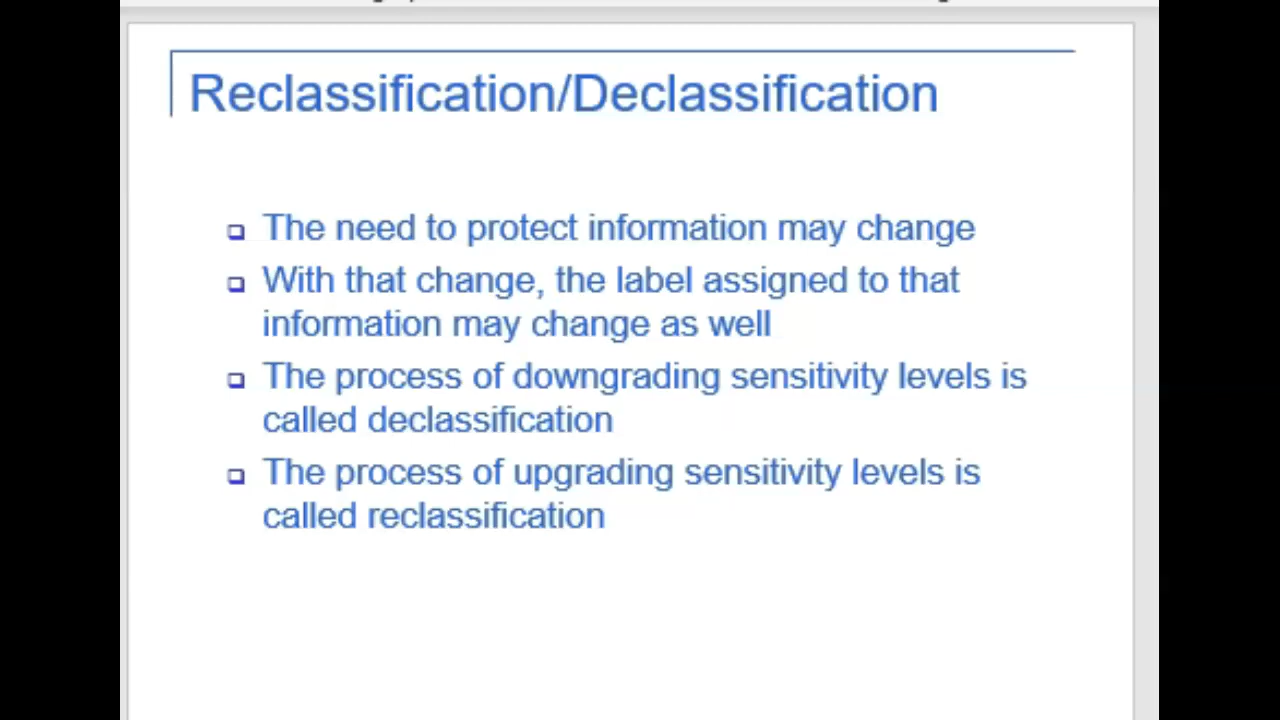 Reclassification/Declassification
The need to protect information may change
With that change, the label assigned to that
information may change as well
The process of downgrading sensitivity levels is
called declassification
The process of upgrading sensitivity levels is
called reclassification